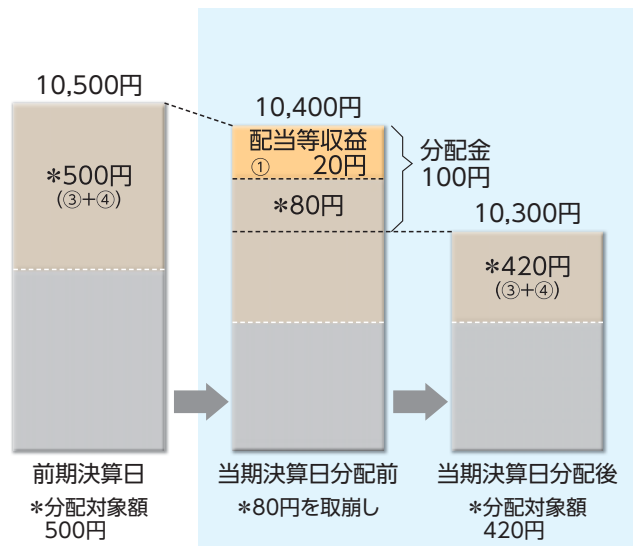 10,500円
*500円
(③+④)
前期決算日
*分配対象額
500円
10,400円
配当等収益
① 20円
*80円
分配金
100円
当期決算日分配前
*80円を取崩し
10,300円
*420円
(③+④)
当期決算日分配後
*分配対象額
420円